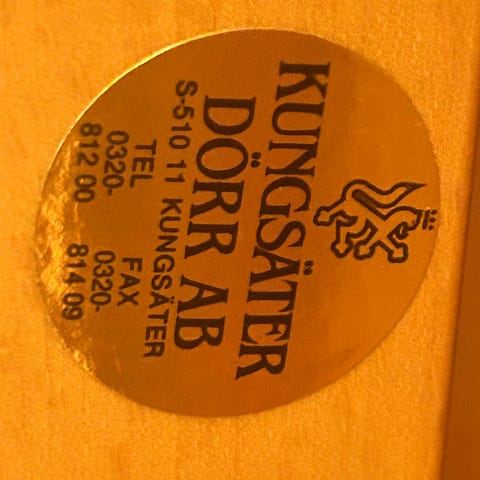 KUNGSÄTER
DÖRR AB
S-510 11 KUNGSÄTER
TEL FAX
0320- 0320-
812 00 814 09